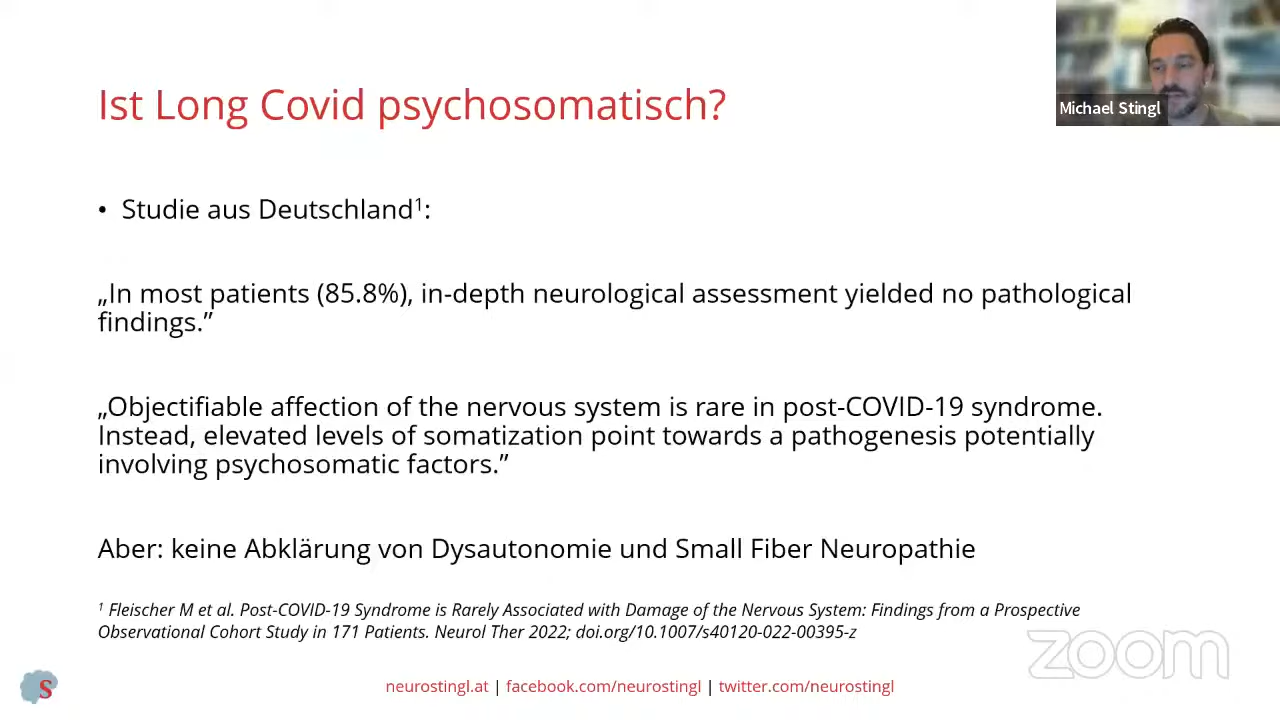 Ist Long Covid psychosomatisch?
Michael Stingl
• Studie aus Deutschland¹:
„In most patients (85.8%), in-depth neurological assessment yielded no pathological
findings.”
„Objectifiable affection of the nervous system is rare in post-COVID-19 syndrome.
Instead, elevated levels of somatization point towards a pathogenesis potentially
involving psychosomatic factors.”
Aber: keine Abklärung von Dysautonomie und Small Fiber Neuropathie
¹ Fleischer M et al. Post-COVID-19 Syndrome is Rarely Associated with Damage of the Nervous System: Findings from a Prospective
Observational Cohort Study in 171 Patients. Neurol Ther 2022; doi.org/10.1007/s40120-022-00395-z
zoom
S
neurostingl.at | facebook.com/neurostingl | twitter.com/neurostingl